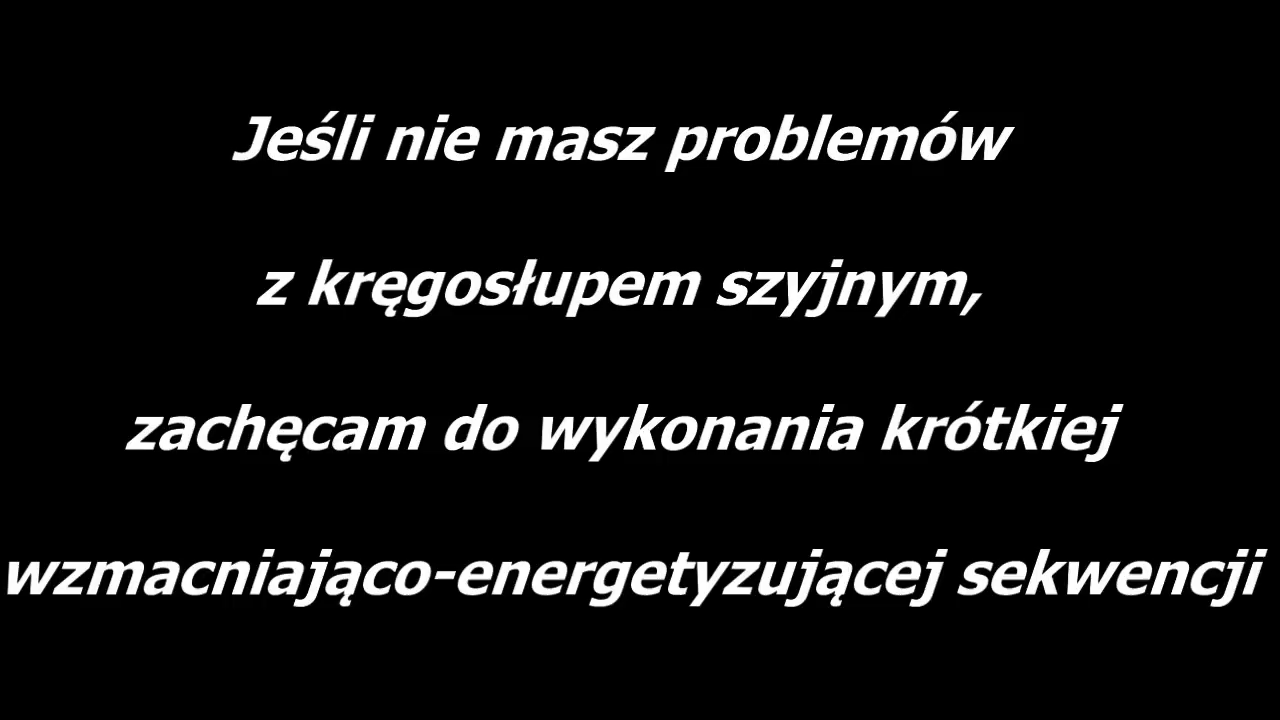 Jeśli nie masz problemów
z kręgosłupem szyjnym,
zachęcam do wykonania krótkiej
wzmacniająco-energetyzującej sekwencji